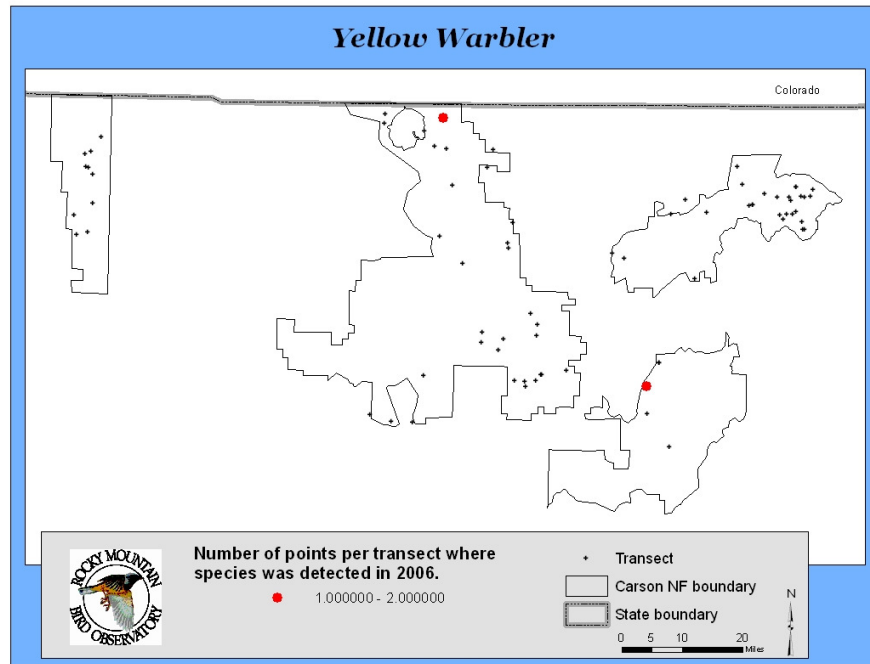 Yellow Warbler
Colorado
ROCKY MOUNTAIN
BIRD OBSERVATORY
Number of points per transect where
species was detected in 2006.
1.000000 - 2.000000
Transect
Carson NF boundary
State boundary
N
0 5 10 20
Miles